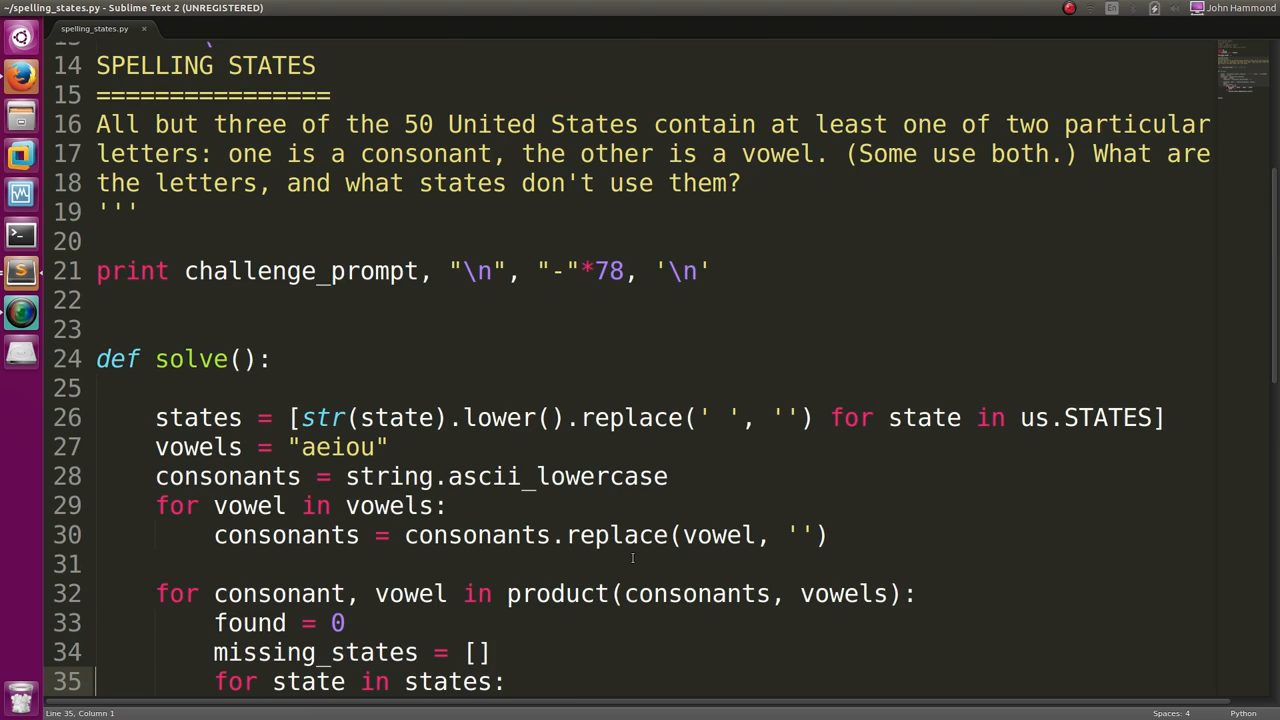 ~/spelling_states.py - Sublime Text 2 (UNREGISTERED)
En
John Hammond
spelling_states.py ×
14 SPELLING STATES
15 ================
16 All but three of the 50 United States contain at least one of two particular
17 letters: one is a consonant, the other is a vowel. (Some use both.) What are
18 the letters, and what states don't use them?
19 '''
20
21 print challenge_prompt, "\n", "-"*78, '\n'
22
23
24 def solve():
25
26 states = [str(state).lower().replace(' ', '') for state in us.STATES]
27 vowels = "aeiou"
28 consonants = string.ascii_lowercase
29 for vowel in vowels:
30 consonants = consonants.replace(vowel, '')
31
32 for consonant, vowel in product(consonants, vowels):
33 found = 0
34 missing_states = []
35 for state in states:
Line 35, Column 1
Spaces: 4
Python